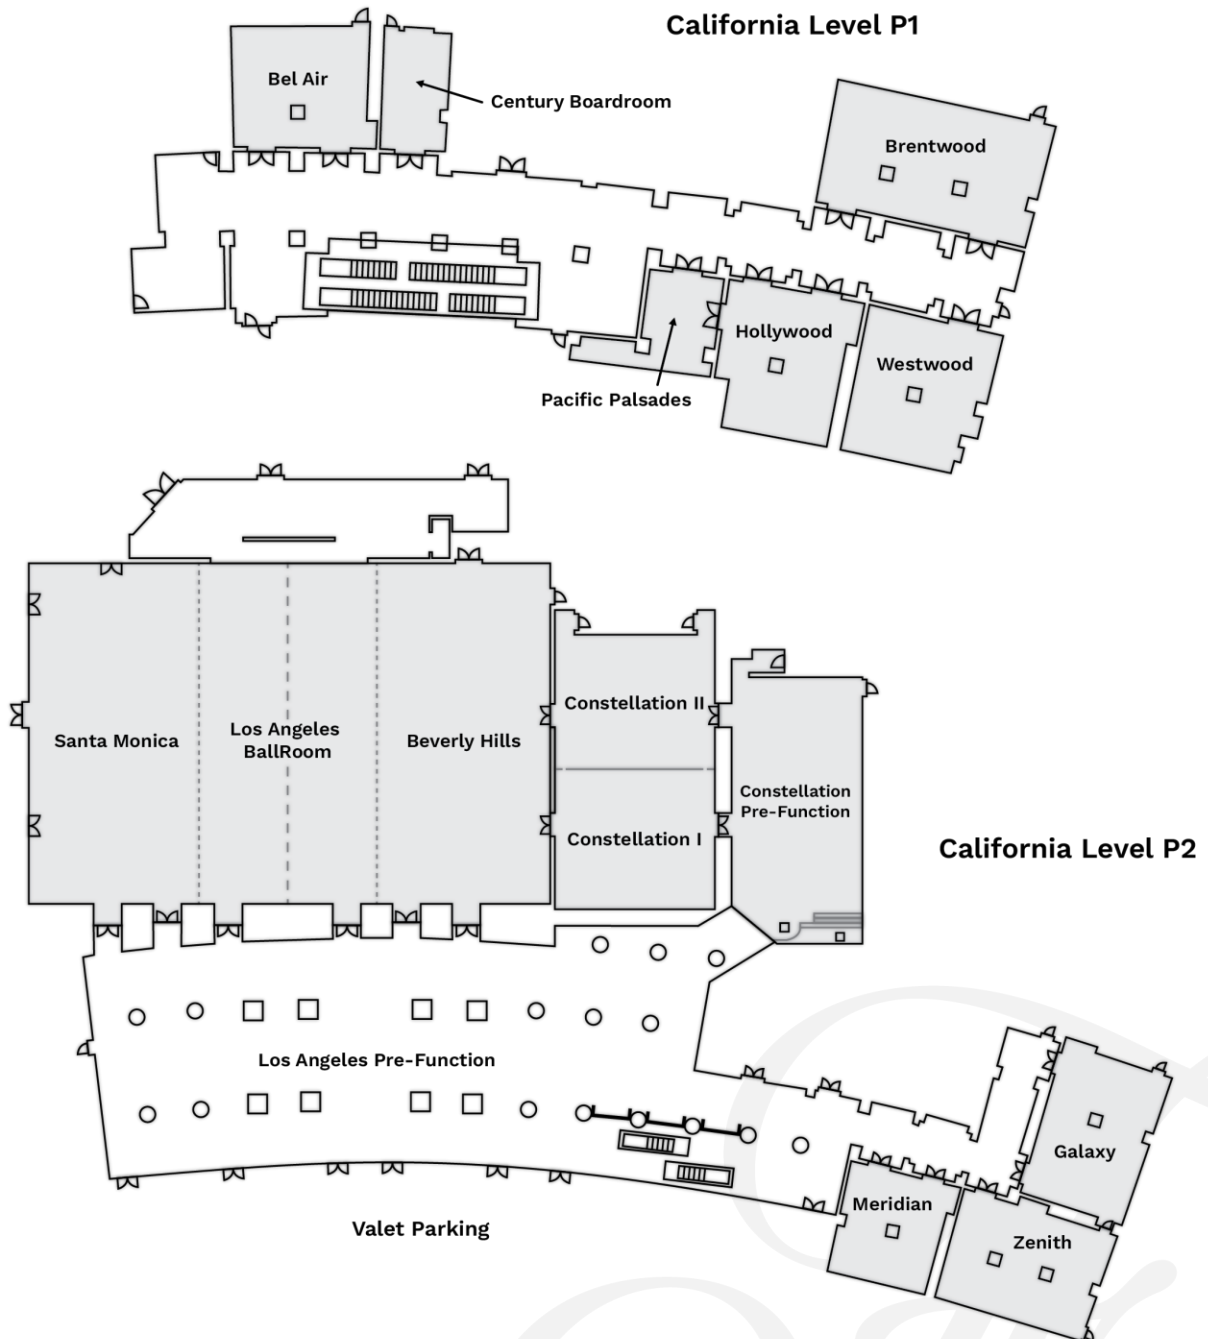 California Level P1
Bel Air
Century Boardroom
Brentwood
Hollywood
Westwood
Pacific Palsades
Constellation II
Santa Monica
Los Angeles
BallRoom
Beverly Hills
Constellation
Pre-Function
Constellation I
California Level P2
Los Angeles Pre-Function
Galaxy
Meridian
Valet Parking
Zenith